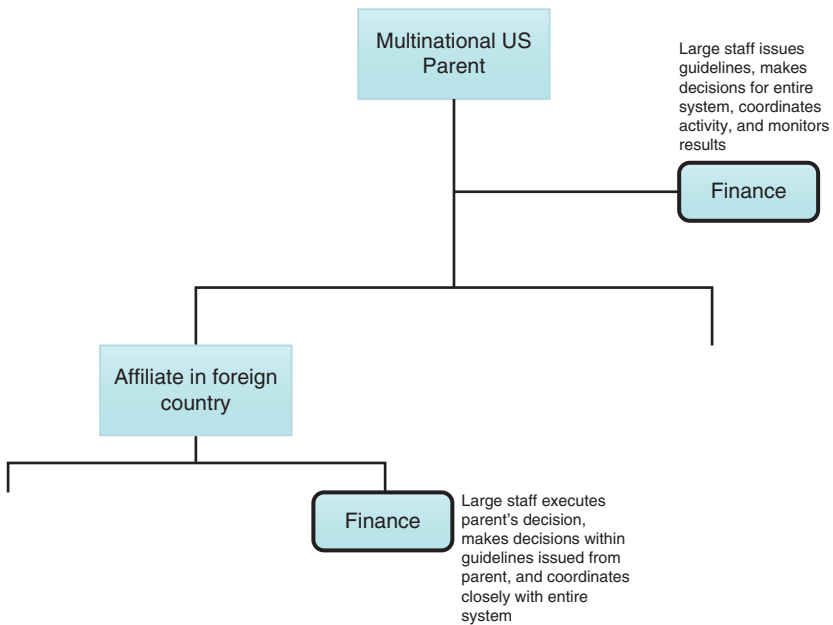 Multinational US
Parent
Large staff issues
guidelines, makes
decisions for entire
system, coordinates
activity, and monitors
results
Finance
Affiliate in foreign
country
Finance
Large staff executes
parent's decision,
makes decisions within
guidelines issued from
parent, and coordinates
closely with entire
system